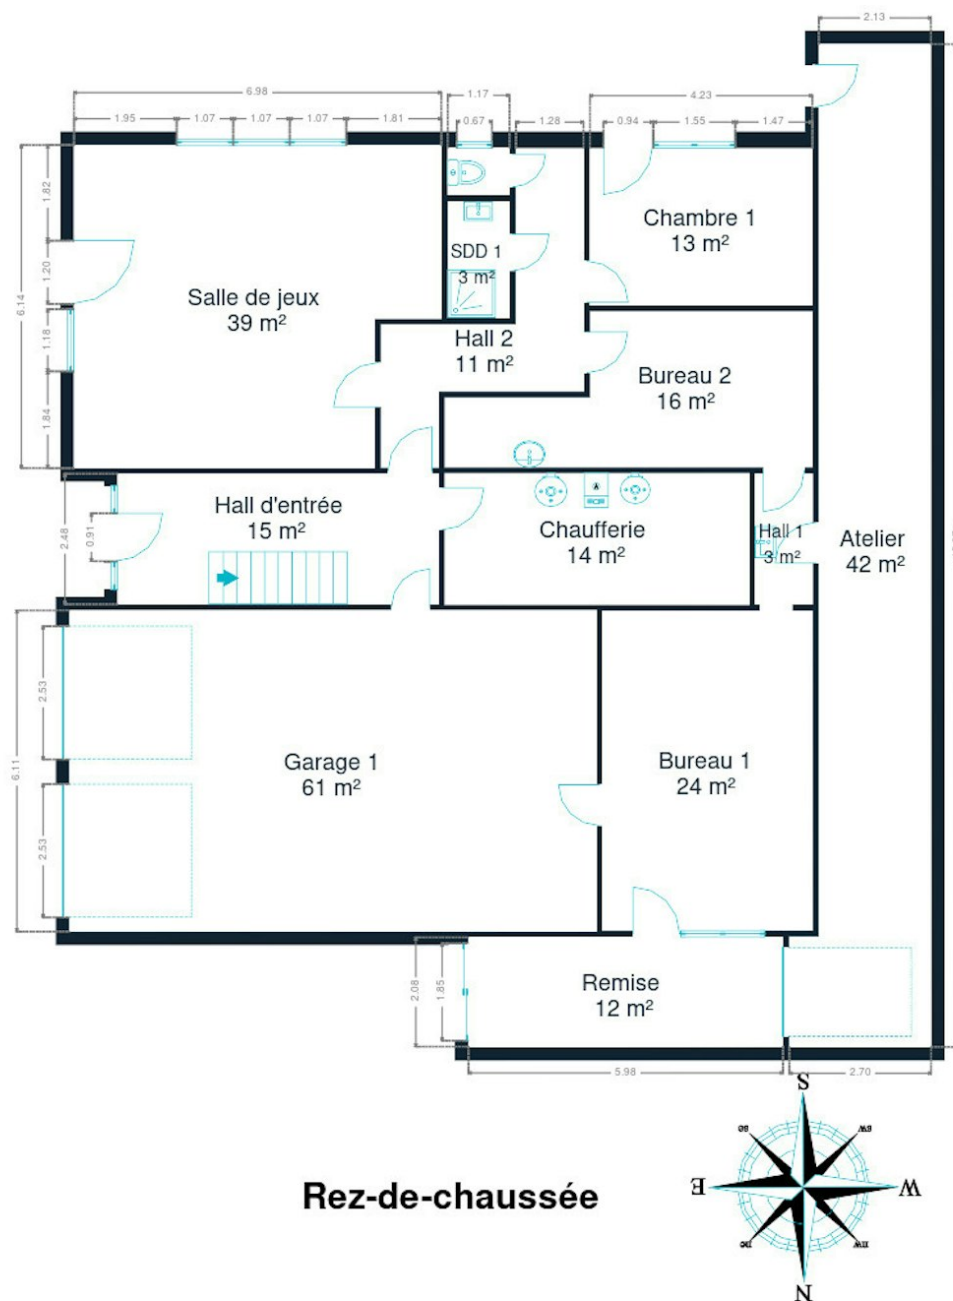 2.13
6.98
1.17
4.23
1.95
1.07
1.07
1.07
1.81
0.67
1.28
0.94
1.55
1.47
1.82
1.20
6.14
1.18
1.84
Chambre 1
13 m²
SDD 1
3 m²
Salle de jeux
39 m²
Hall 2
11 m²
Bureau 2
16 m²
Hall d'entrée
15 m²
2.48
0.91
Chaufferie
14 m²
Hall 1
3 m²
Atelier
42 m²
2.53
6.11
2.53
Garage 1
61 m²
Bureau 1
24 m²
2.08
1.85
Remise
12 m²
5.98
2.70
Rez-de-chaussée
S
SE
SW
E
W
NE
NW
N